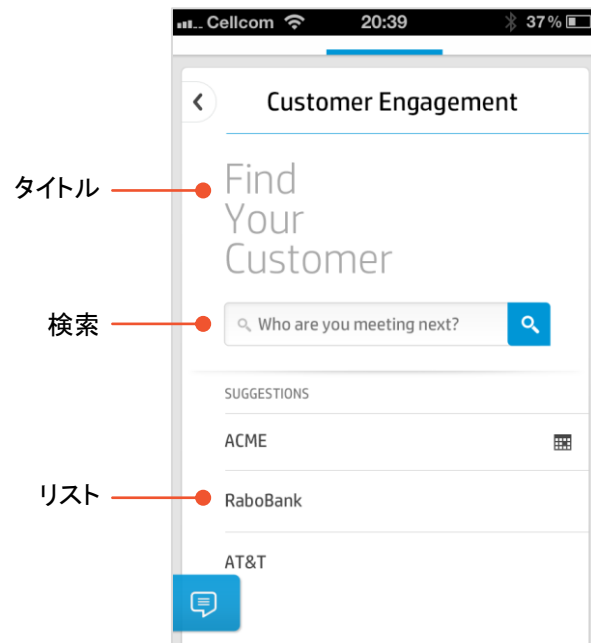 Cellcom 20:39 37%
Customer Engagement
タイトル
Find
Your
Customer
検索
Who are you meeting next?
SUGGESTIONS
ACME
リスト
RaboBank
AT&T